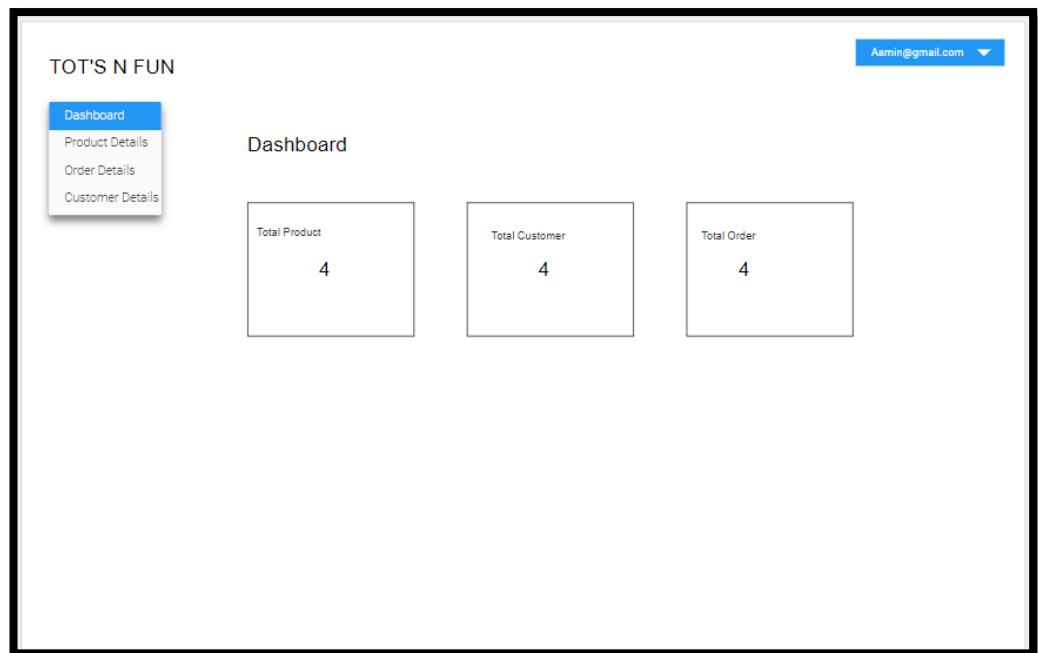 TOT'S N FUN
Aamin@gmail.com
Dashboard
Product Details
Order Details
Customer Details
Dashboard
Total Product
4
Total Customer
4
Total Order
4